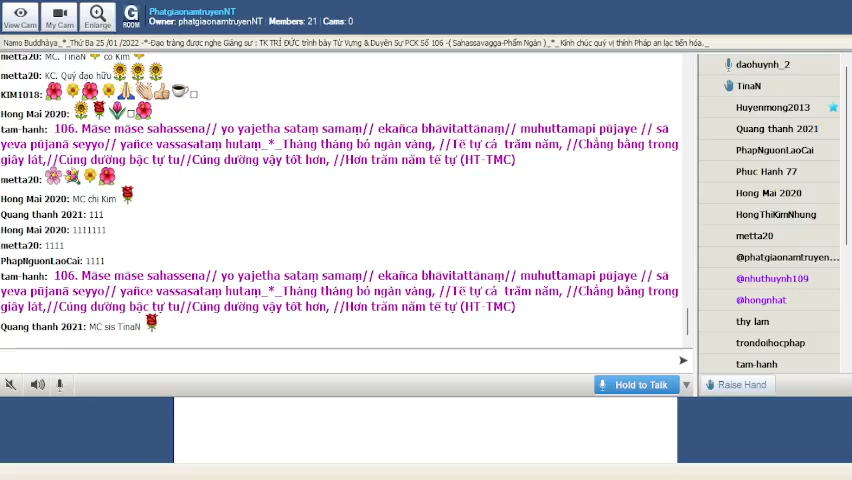 View Cam
My Cam
Enlarge
G
ROOM
PhatgiaonamtruyenNT
Owner: phatgiaonamtruyenNT | Members: 21 | Cams: 0
Namo Buddhàya_*_Thứ Ba 25 /01 /2022 -*-Đạo tràng được nghe Giảng sư : TK TRÍ ĐỨC trình bày Từ Vựng & Duyên Sự PCK Số 106 -( Sahassavagga-Phẩm Ngàn )_*_Kính chúc quý vị thính Pháp an lạc tiến hóa._
metta20: MC. TinaN cô Kim
metta20: KC. Quý đạo hữu
KIM1018:
Hong Mai 2020:
tam-hanh: 106. Māse māse sahassena// yo yajetha sataṃ samaṃ// ekañca bhāvitattānaṃ// muhuttamapi pūjaye // sā
yeva pūjanā seyyo// yañce vassasataṃ hutaṃ_*_Tháng tháng bỏ ngàn vàng, //Tế tự cả trăm năm, //Chẳng bằng trong
giây lát,//Cúng dường bậc tự tu//Cúng dường vậy tốt hơn, //Hơn trăm năm tế tự (HT-TMC)
metta20:
Hong Mai 2020: MC chị Kim
Quang thanh 2021: 111
Hong Mai 2020: 1111111
metta20: 1111
PhapNguonLaoCai: 1111
tam-hanh: 106. Māse māse sahassena// yo yajetha sataṃ samaṃ// ekañca bhāvitattānaṃ// muhuttamapi pūjaye // sā
yeva pūjanā seyyo// yañce vassasataṃ hutaṃ_*_Tháng tháng bỏ ngàn vàng, //Tế tự cả trăm năm, //Chẳng bằng trong
giây lát,//Cúng dường bậc tự tu//Cúng dường vậy tốt hơn, //Hơn trăm năm tế tự (HT-TMC)
Quang thanh 2021: MC sis TinaN
Hold to Talk
daohuynh_2
TinaN
Huyenmong2013
Quang thanh 2021
PhapNguonLaoCai
Phuc Hanh 77
Hong Mai 2020
HongThiKimNhung
metta20
@phatgiaonamtruyen...
@nhuthuynh109
@hongnhat
thy lam
trondoihocphap
tam-hanh
Raise Hand